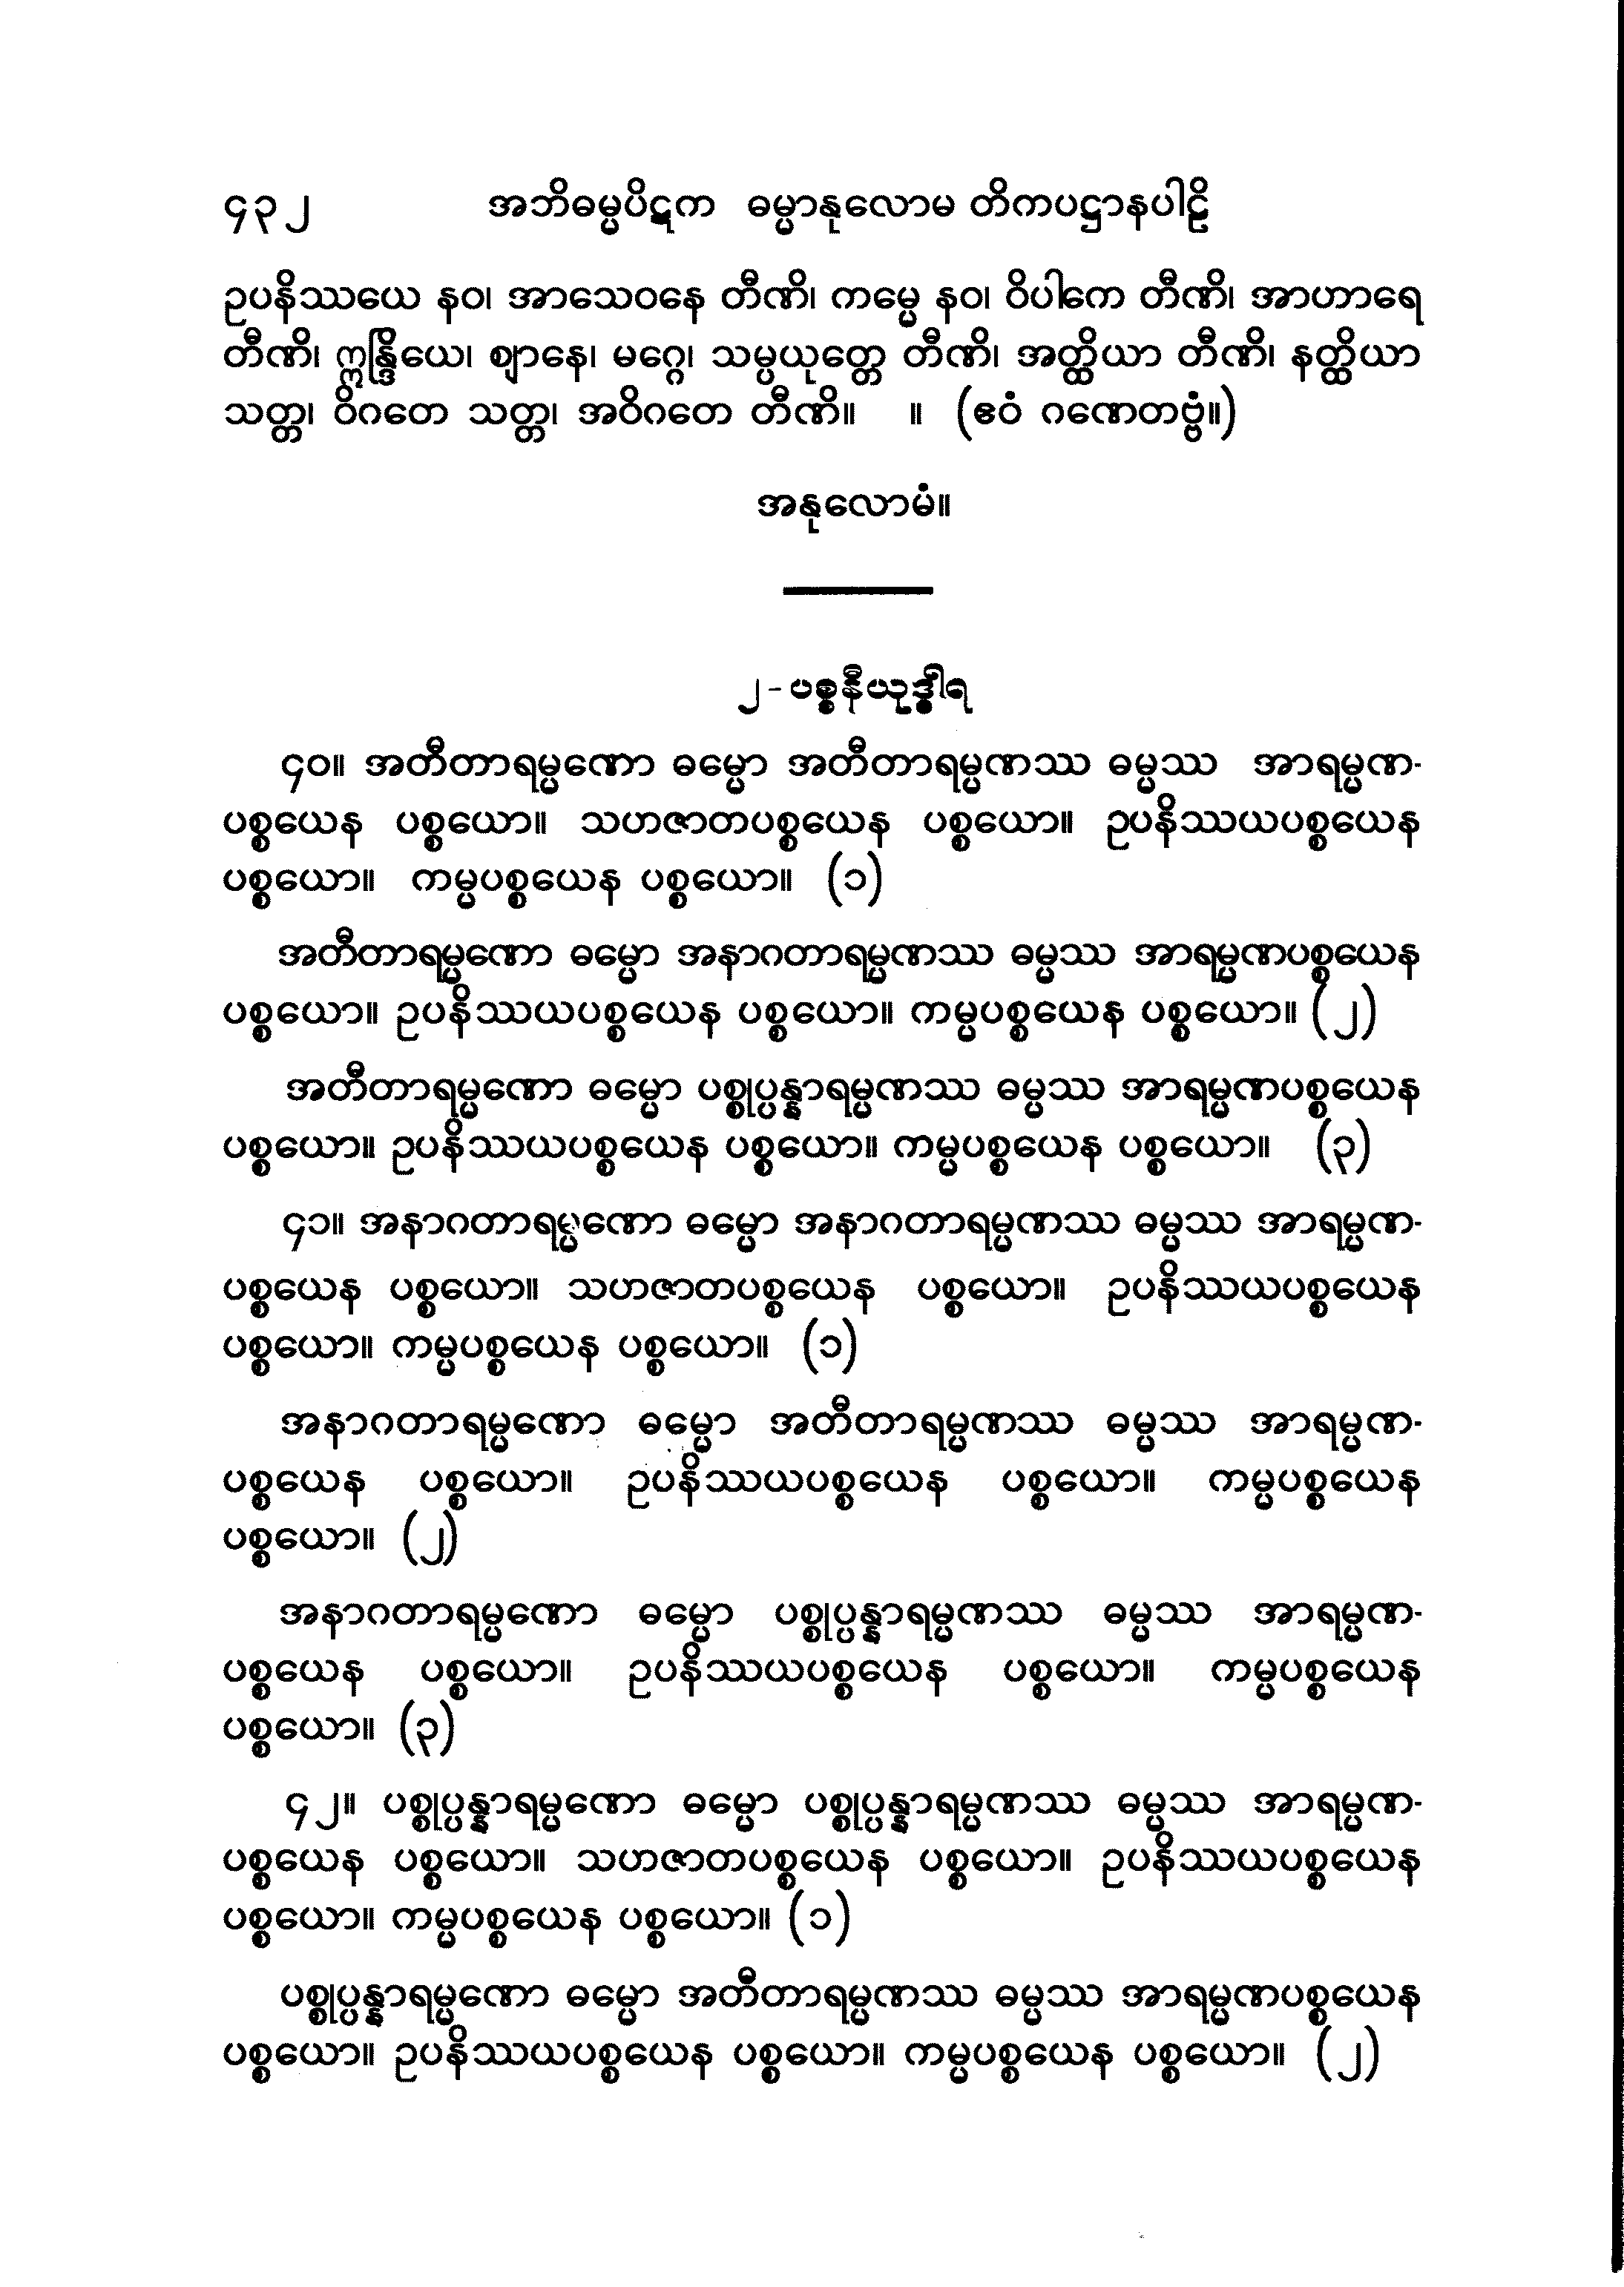 ၄၃၂ အဘိဓမ္မပိဋက ဓမ္မာနုလောမ တိကပဋ္ဌာနပါဠိ
ဥပနိဿယေ နဝ၊ အာသေဝနေ တီဏိ၊ ကမ္မေ နဝ၊ ဝိပါကေ တီဏိ၊ အာဟာရေ
တီဏိ၊ ဣန္ဒြိယေ၊ ဈာနေ၊ မဂ္ဂေ၊ သမ္ပယုတ္တေ တီဏိ၊ အတ္ထိယာ တီဏိ၊ နတ္ထိယာ
သတ္တ၊ ဝိဂတေ သတ္တ၊ အဝိဂတေ တီဏိ။ ။ (ဧဝံ ဂဏေတဗ္ဗံ။)
အနုလောမံ။
၂-ပစ္စနီယုဒ္ဓါရ
၄၀။ အတီတာရမ္မဏော ဓမ္မော အတီတာရမ္မဏဿ ဓမ္မဿ အာရမ္မဏ-
ပစ္စယေန ပစ္စယော။ သဟဇာတပစ္စယေန ပစ္စယော။ ဥပနိဿယပစ္စယေန
ပစ္စယော။ ကမ္မပစ္စယေန ပစ္စယော။ (၁)
အတီတာရမ္မဏော ဓမ္မော အနာဂတာရမ္မဏဿ ဓမ္မဿ အာရမ္မဏပစ္စယေန
ပစ္စယော။ ဥပနိဿယပစ္စယေန ပစ္စယော။ ကမ္မပစ္စယေန ပစ္စယော။ (၂)
အတီတာရမ္မဏော ဓမ္မော ပစ္စုပ္ပန္နာရမ္မဏဿ ဓမ္မဿ အာရမ္မဏပစ္စယေန
ပစ္စယော။ ဥပနိဿယပစ္စယေန ပစ္စယော။ ကမ္မပစ္စယေန ပစ္စယော။ (၃)
၄၁။ အနာဂတာရမ္မဏော ဓမ္မော အနာဂတာရမ္မဏဿ ဓမ္မဿ အာရမ္မဏ-
ပစ္စယေန ပစ္စယော။ သဟဇာတပစ္စယေန ပစ္စယော။ ဥပနိဿယပစ္စယေန
ပစ္စယော။ ကမ္မပစ္စယေန ပစ္စယော။ (၁)
အနာဂတာရမ္မဏော ဓမ္မော အတီတာရမ္မဏဿ ဓမ္မဿ အာရမ္မဏ-
ပစ္စယေန ပစ္စယော။ ဥပနိဿယပစ္စယေန ပစ္စယော။ ကမ္မပစ္စယေန
ပစ္စယော။ (၂)
အနာဂတာရမ္မဏော ဓမ္မော ပစ္စုပ္ပန္နာရမ္မဏဿ ဓမ္မဿ အာရမ္မဏ-
ပစ္စယေန ပစ္စယော။ ဥပနိဿယပစ္စယေန ပစ္စယော။ ကမ္မပစ္စယေန
ပစ္စယော။ (၃)
၄၂။ ပစ္စုပ္ပန္နာရမ္မဏော ဓမ္မော ပစ္စုပ္ပန္နာရမ္မဏဿ ဓမ္မဿ အာရမ္မဏ-
ပစ္စယေန ပစ္စယော။ သဟဇာတပစ္စယေန ပစ္စယော။ ဥပနိဿယပစ္စယေန
ပစ္စယော။ ကမ္မပစ္စယေန ပစ္စယော။ (၁)
ပစ္စုပ္ပန္နာရမ္မဏော ဓမ္မော အတီတာရမ္မဏဿ ဓမ္မဿ အာရမ္မဏပစ္စယေန
ပစ္စယော။ ဥပနိဿယပစ္စယေန ပစ္စယော။ ကမ္မပစ္စယေန ပစ္စယော။ (၂)